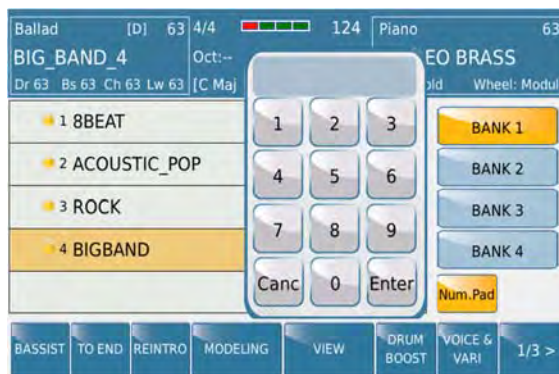 Ballad [D] 63 4/4 124 Piano 63
BIG_BAND_4 Oct:-- EO BRASS
Dr 63 Bs 63 Ch 63 Lw 63 [C Maj old Wheel: Modul
1 8BEAT
2 ACOUSTIC_POP
3 ROCK
4 BIGBAND
1 2 3
4 5 6
7 8 9
Canc 0 Enter
BANK 1
BANK 2
BANK 3
BANK 4
Num.Pad
BASSIST TO END REINTRO MODELING VIEW DRUM BOOST VOICE & VARI 1/3 >